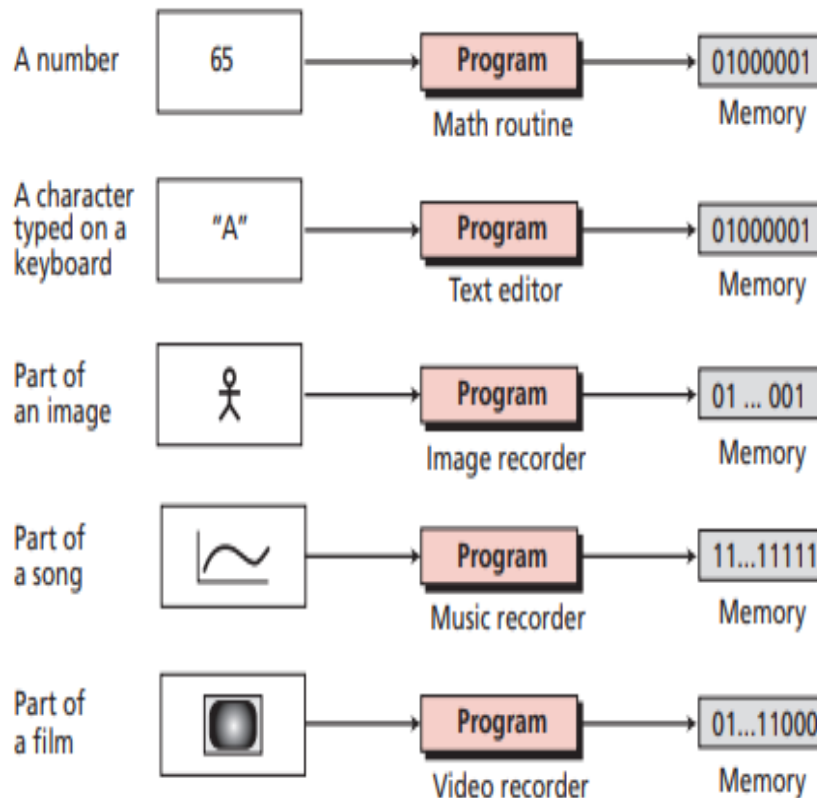 A number
65
Program
01000001
Math routine
Memory
A character
typed on a
keyboard
"A"
Program
01000001
Text editor
Memory
Part of
an image
Program
01 ... 001
Image recorder
Memory
Part of
a song
Program
11...11111
Music recorder
Memory
Part of
a film
Program
01...11000
Video recorder
Memory